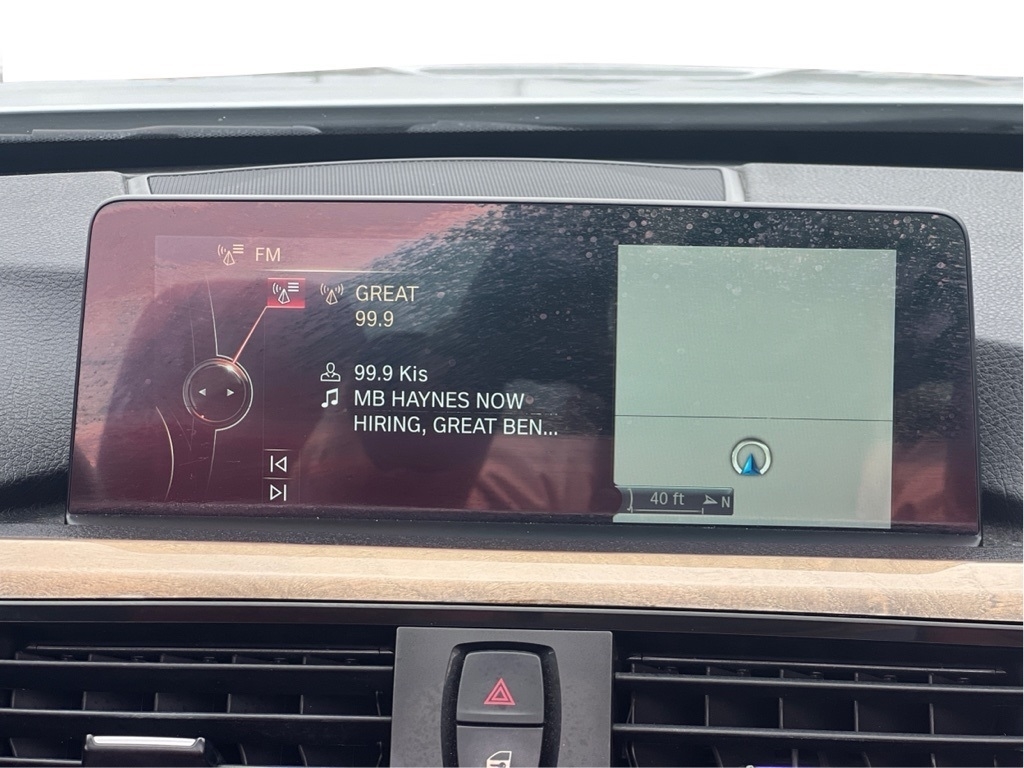 FM
GREAT
99.9
99.9 Kis
MB HAYNES NOW
HIRING, GREAT BEN...
40 ft N